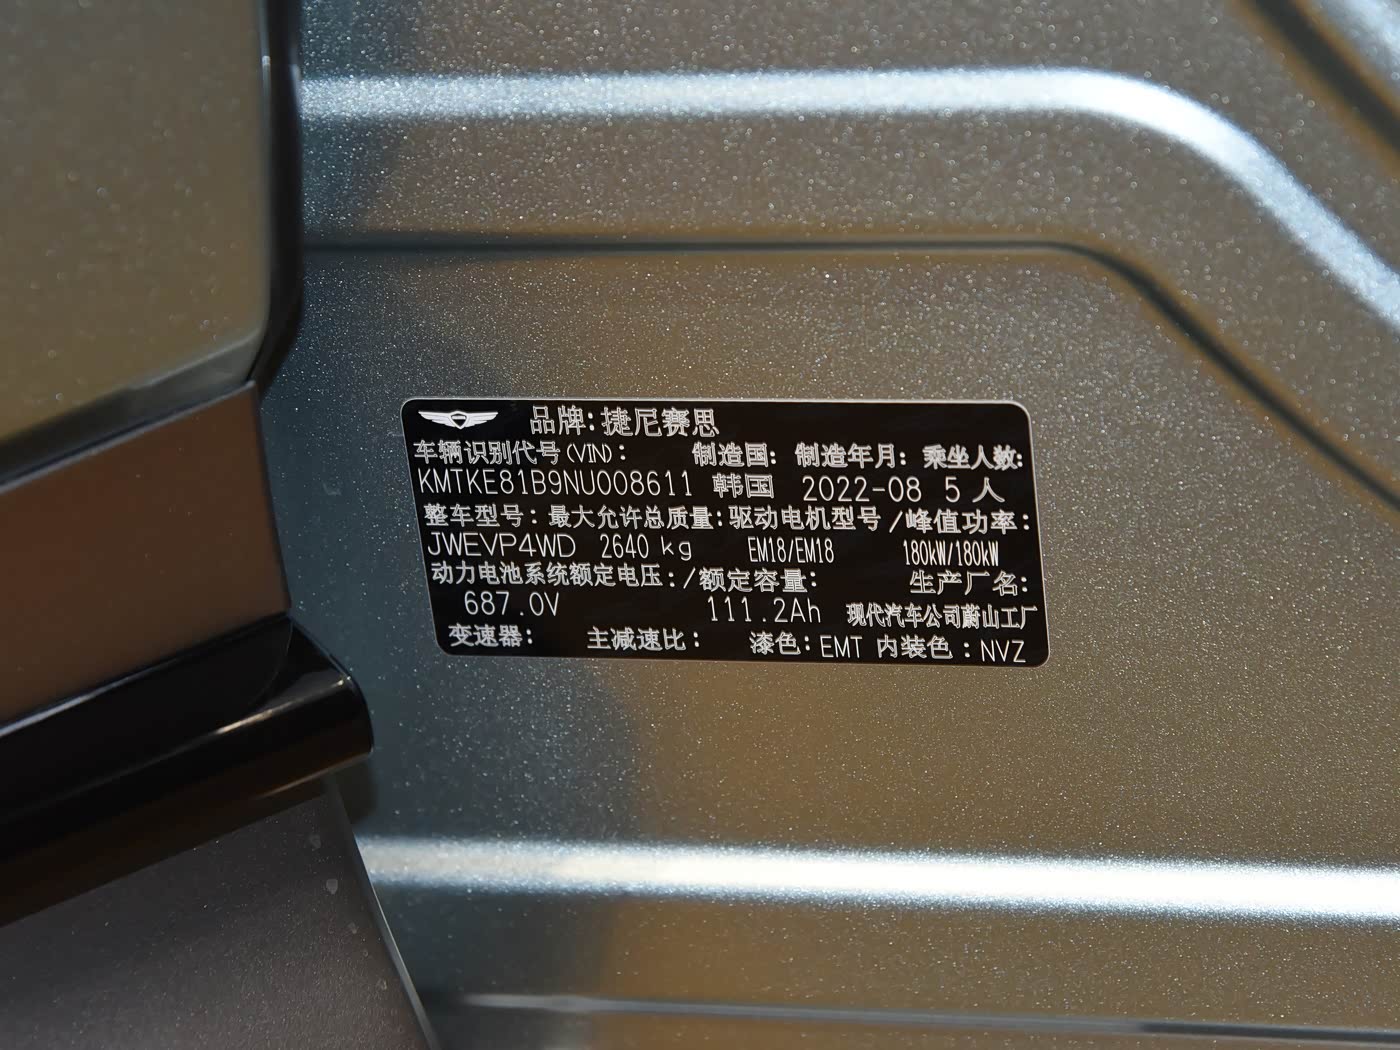 品牌:捷尼赛思
车辆识别代号(VIN): 制造国: 制造年月: 乘坐人数:
KMTKE81B9NU008611 韩国 2022-08 5人
整车型号: 最大允许总质量: 驱动电机型号/峰值功率:
JWEVP4WD 2640 kg EM18/EM18 180kW/180kW
动力电池系统额定电压:/额定容量: 生产厂名:
687.0V 111.2Ah 现代汽车公司蔚山工厂
变速器: 主减速比: 漆色:EMT 内装色:NVZ